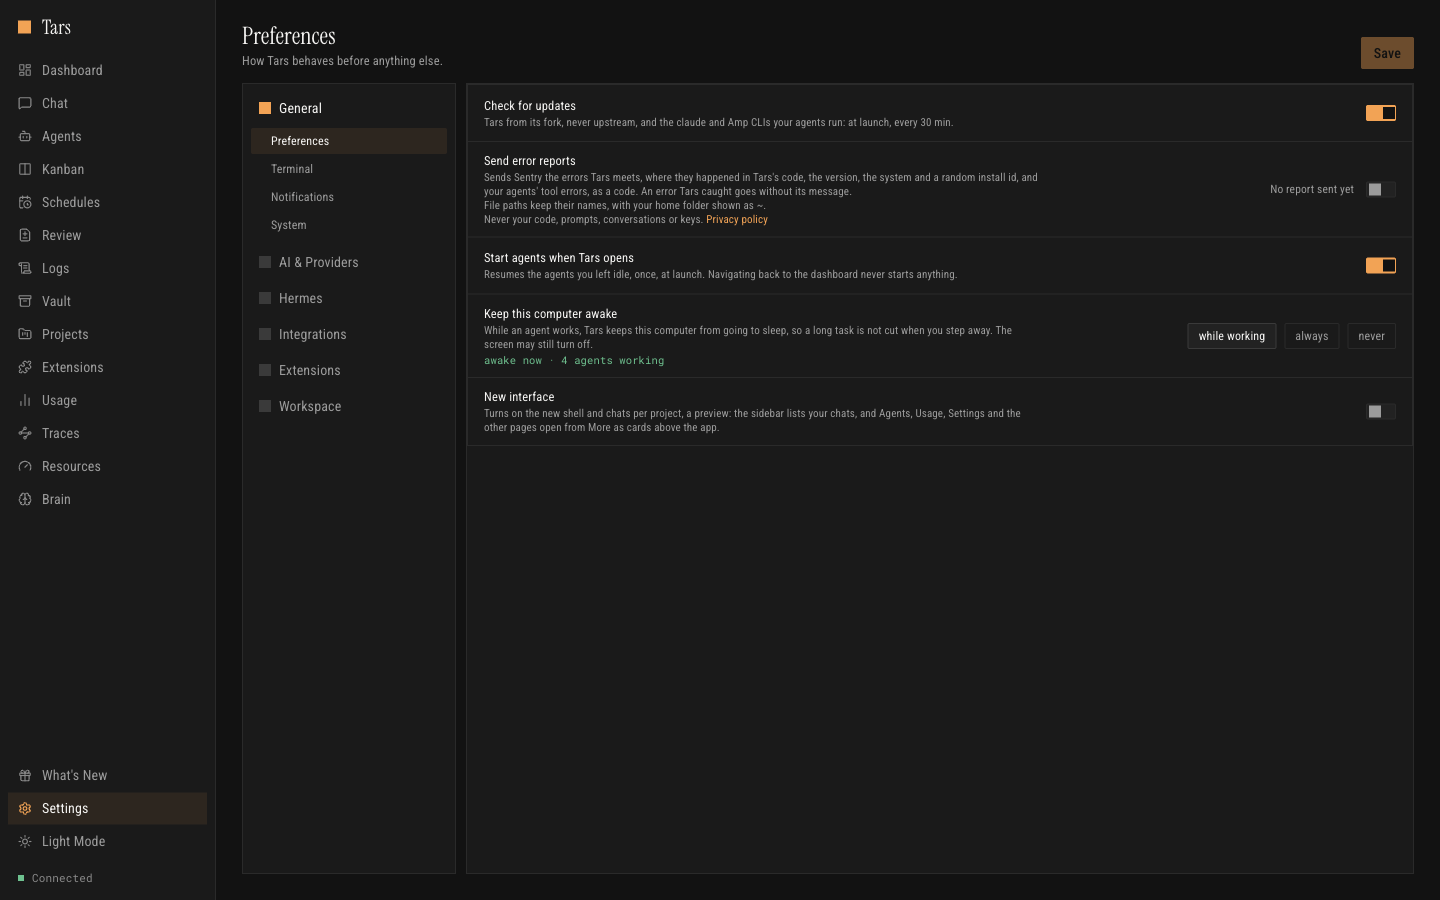 Tars
Dashboard
Chat
Agents
Kanban
Schedules
Review
Logs
Vault
Projects
Extensions
Usage
Traces
Resources
Brain
What's New
Settings
Light Mode
Connected
Preferences
How Tars behaves before anything else.
Save
General
Preferences
Terminal
Notifications
System
AI & Providers
Hermes
Integrations
Extensions
Workspace
Check for updates
Tars from its fork, never upstream, and the claude and Amp CLIs your agents run: at launch, every 30 min.
Send error reports
Sends Sentry the errors Tars meets, where they happened in Tars's code, the version, the system and a random install id, and
your agents' tool errors, as a code. An error Tars caught goes without its message.
File paths keep their names, with your home folder shown as ~.
Never your code, prompts, conversations or keys. Privacy policy
No report sent yet
Start agents when Tars opens
Resumes the agents you left idle, once, at launch. Navigating back to the dashboard never starts anything.
Keep this computer awake
While an agent works, Tars keeps this computer from going to sleep, so a long task is not cut when you step away. The
screen may still turn off.
awake now · 4 agents working
while working
always
never
New interface
Turns on the new shell and chats per project, a preview: the sidebar lists your chats, and Agents, Usage, Settings and the
other pages open from More as cards above the app.